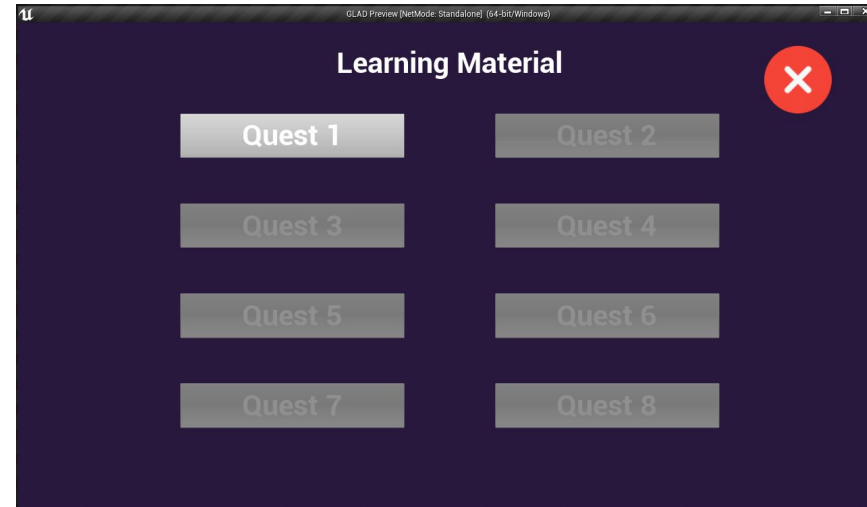 GLAD Preview [NetMode: Standalone] (64-bit/Windows)
Learning Material
Quest 1 Quest 2
Quest 3 Quest 4
Quest 5 Quest 6
Quest 7 Quest 8